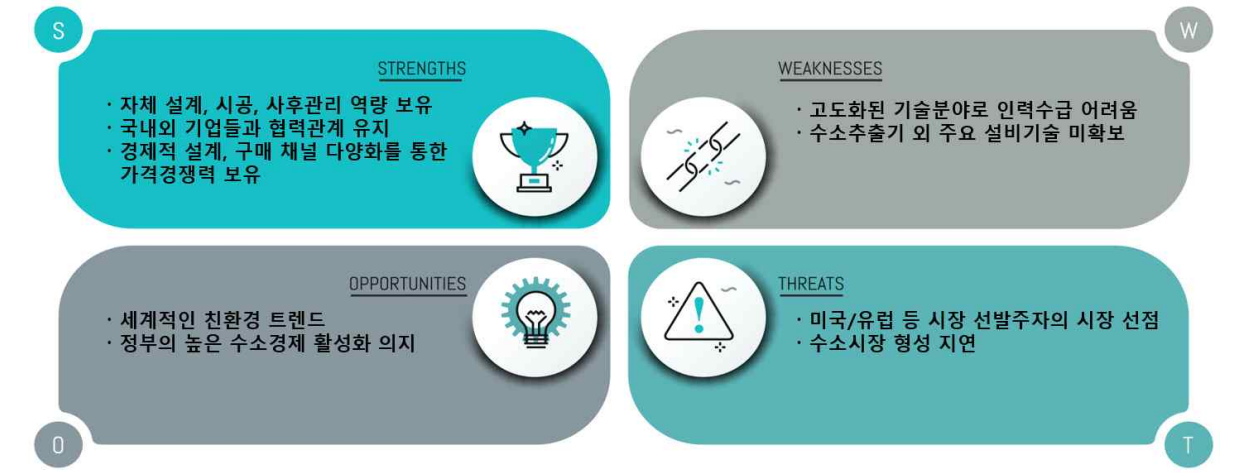 S
STRENGTHS
· 자체 설계, 시공, 사후관리 역량 보유
· 국내외 기업들과 협력관계 유지
· 경제적 설계, 구매 채널 다양화를 통한
가격경쟁력 보유
W
WEAKNESSES
· 고도화된 기술분야로 인력수급 어려움
· 수소추출기 외 주요 설비기술 미확보
OPPORTUNITIES
· 세계적인 친환경 트렌드
· 정부의 높은 수소경제 활성화 의지
O
THREATS
· 미국/유럽 등 시장 선발주자의 시장 선점
· 수소시장 형성 지연
T